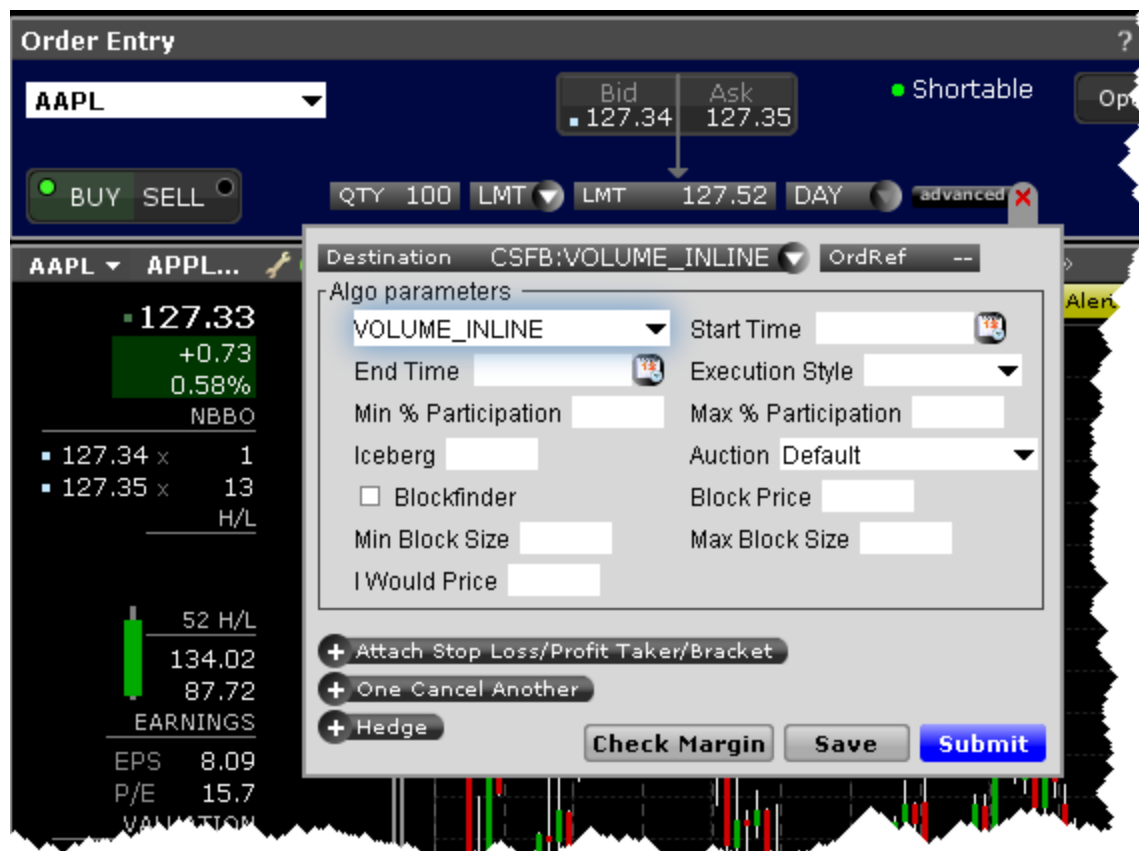 Order Entry ?
AAPL
Bid Ask
127.34 127.35
Shortable
BUY SELL
QTY 100 LMT LMT 127.52 DAY advanced
AAPL APPL...
Destination CSFB:VOLUME_INLINE OrdRef --
Algo parameters
VOLUME_INLINE Start Time
End Time Execution Style
Min % Participation Max % Participation
Iceberg Auction Default
Blockfinder Block Price
Min Block Size Max Block Size
I Would Price
Attach Stop Loss/Profit Taker/Bracket
One Cancel Another
Hedge
Check Margin Save Submit
127.33
+0.73
0.58%
NBBO
127.34 x 1
127.35 x 13
H/L
52 H/L
134.02
87.72
EARNINGS
EPS 8.09
P/E 15.7
VALUATION